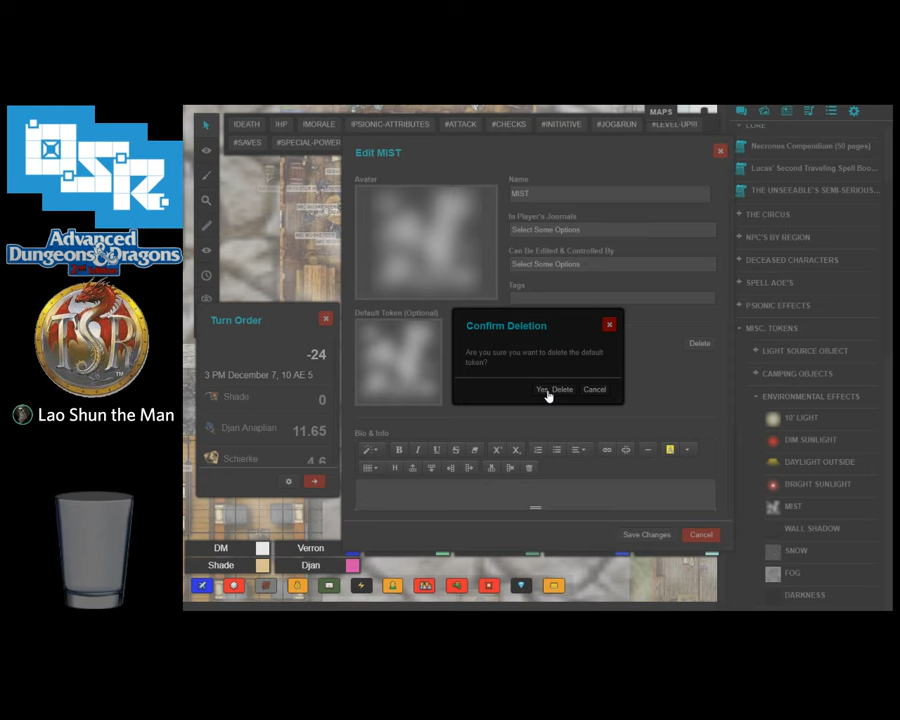 OSR
Advanced
Dungeons & Dragons
2nd Edition
TSR
Lao Shun the Man
MAPS
!DEATH
!HP
!MORALE
!PSIONIC-ATTRIBUTES
#ATTACK
#CHECKS
#INITIATIVE
#JOG&RUN
#LEVEL-UP!!!
#SAVES
#SPECIAL-POWER
Edit MIST
Avatar
Name
MIST
In Player's Journals
Select Some Options
Can Be Edited & Controlled By
Select Some Options
Tags
Default Token (Optional)
Delete
Confirm Deletion
Are you sure you want to delete the default
token?
Yes, Delete
Cancel
Bio & Info
Save Changes
Cancel
Turn Order
-24
3 PM December 7, 10 AE 5
Shade
0
Djan Anaplian
11.65
Schierke
4.6
DM
Verron
Shade
Djan
LORE
Necronus Compendium (50 pages)
Lucas' Second Traveling Spell Boo...
THE UNSEEABLE'S SEMI-SERIOUS...
THE CIRCUS
NPC'S BY REGION
DECEASED CHARACTERS
SPELL AOE'S
PSIONIC EFFECTS
MISC. TOKENS
LIGHT SOURCE OBJECT
CAMPING OBJECTS
ENVIRONMENTAL EFFECTS
10' LIGHT
DIM SUNLIGHT
DAYLIGHT OUTSIDE
BRIGHT SUNLIGHT
MIST
WALL SHADOW
SNOW
FOG
DARKNESS